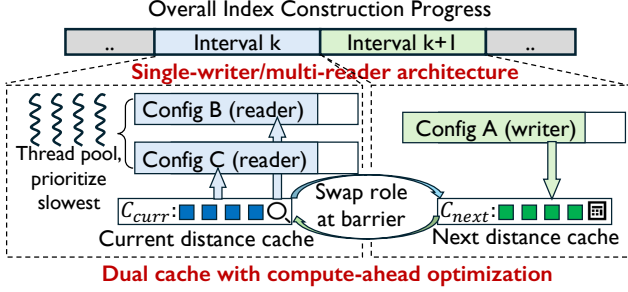 Overall Index Construction Progress
.. Interval k Interval k+1 ..
Single-writer/multi-reader architecture
Config B (reader)
Config A (writer)
Thread pool,
prioritize
slowest
Config C (reader)
Swap role
at barrier
C_curr:
C_next:
Current distance cache
Next distance cache
Dual cache with compute-ahead optimization